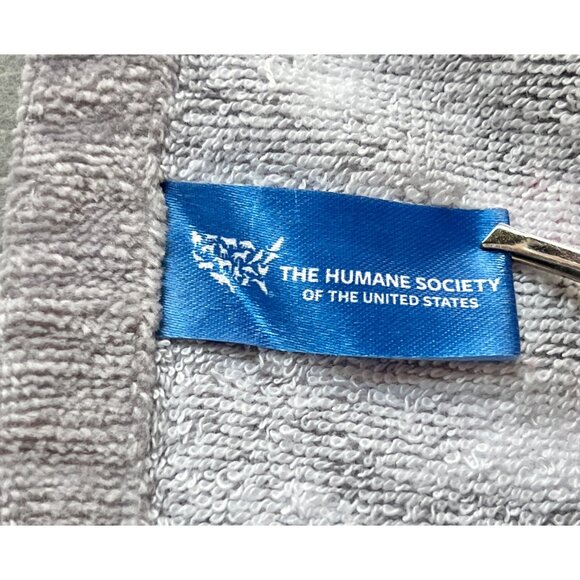 THE HUMANE SOCIETY
OF THE UNITED STATES